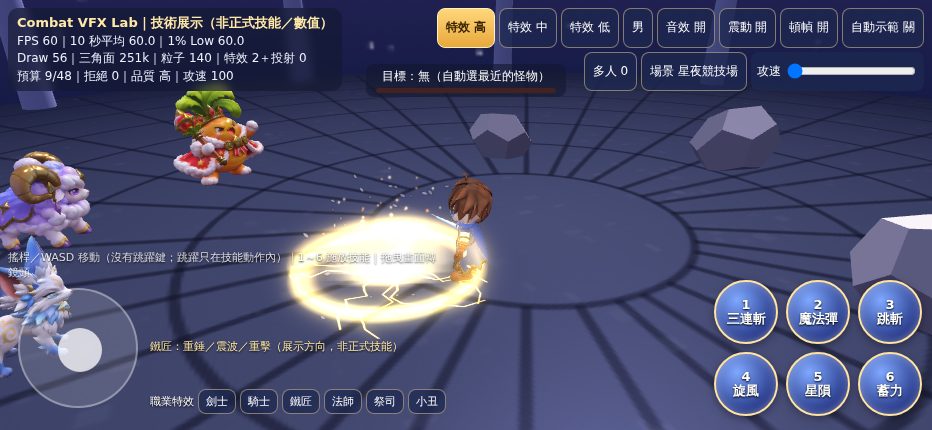 Combat VFX Lab｜技術展示（非正式技能／數值）
FPS 60｜10 秒平均 60.0｜1% Low 60.0
Draw 56｜三角面 251k｜粒子 140｜特效 2＋投射 0
預算 9/48｜拒絕 0｜品質 高｜攻速 100
特效 高
特效 中
特效 低
男
音效 開
震動 開
頓幀 開
自動示範 關
目標：無（自動選最近的怪物）
多人 0
場景 星夜競技場
攻速
搖桿／WASD 移動（沒有跳躍鍵；跳躍只在技能動作內）｜1～6 施放技能｜拖曳畫面轉
鏡頭
鐵匠：重錘／震波／重擊（展示方向，非正式技能）
職業特效
劍士
騎士
鐵匠
法師
祭司
小丑
1
三連斬
2
魔法彈
3
跳斬
4
旋風
5
星隕
6
蓄力